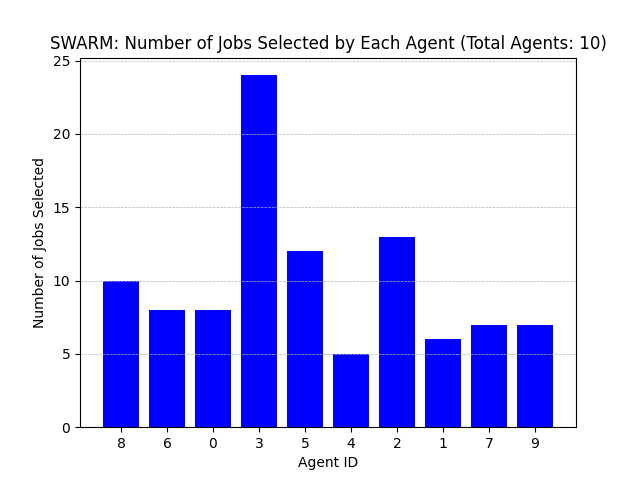 SWARM: Number of Jobs Selected by Each Agent (Total Agents: 10)
25
20
15
10
5
0
Number of Jobs Selected
8 6 0 3 5 4 2 1 7 9
Agent ID